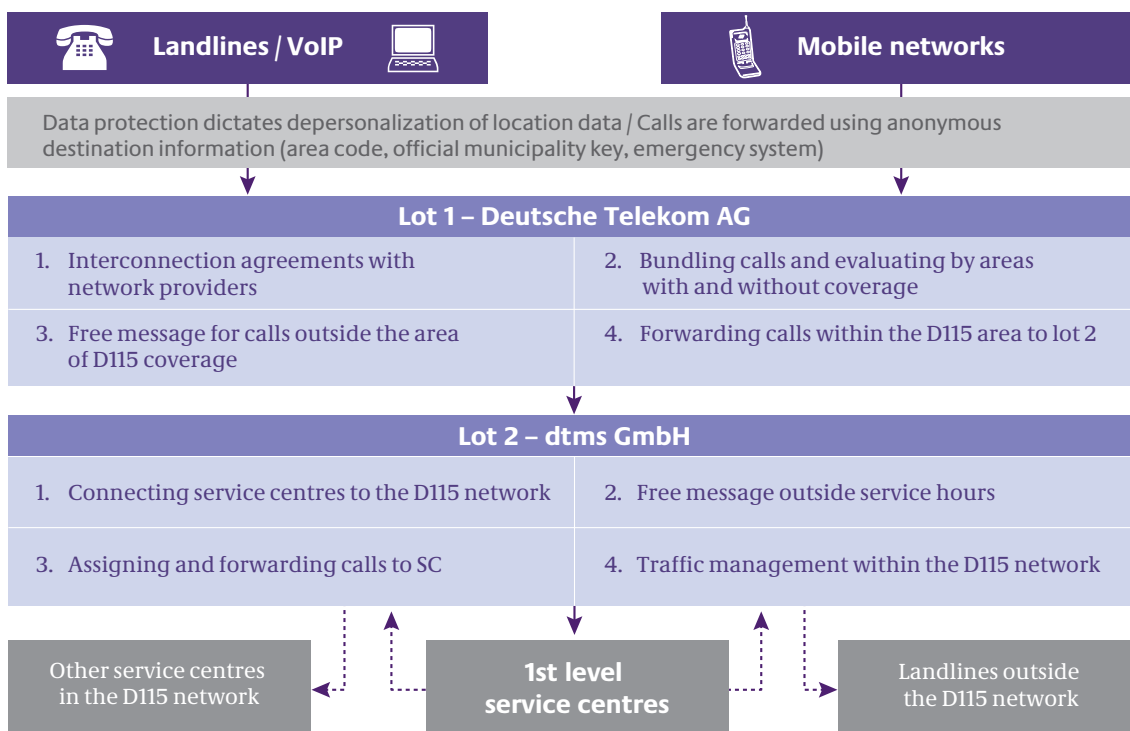 Landlines / VoIP
Mobile networks
Data protection dictates depersonalization of location data / Calls are forwarded using anonymous
destination information (area code, official municipality key, emergency system)
Lot 1 – Deutsche Telekom AG
1. Interconnection agreements with
network providers
2. Bundling calls and evaluating by areas
with and without coverage
3. Free message for calls outside the area
of D115 coverage
4. Forwarding calls within the D115 area to lot 2
Lot 2 – dtms GmbH
1. Connecting service centres to the D115 network
2. Free message outside service hours
3. Assigning and forwarding calls to SC
4. Traffic management within the D115 network
Other service centres
in the D115 network
1st level
service centres
Landlines outside
the D115 network